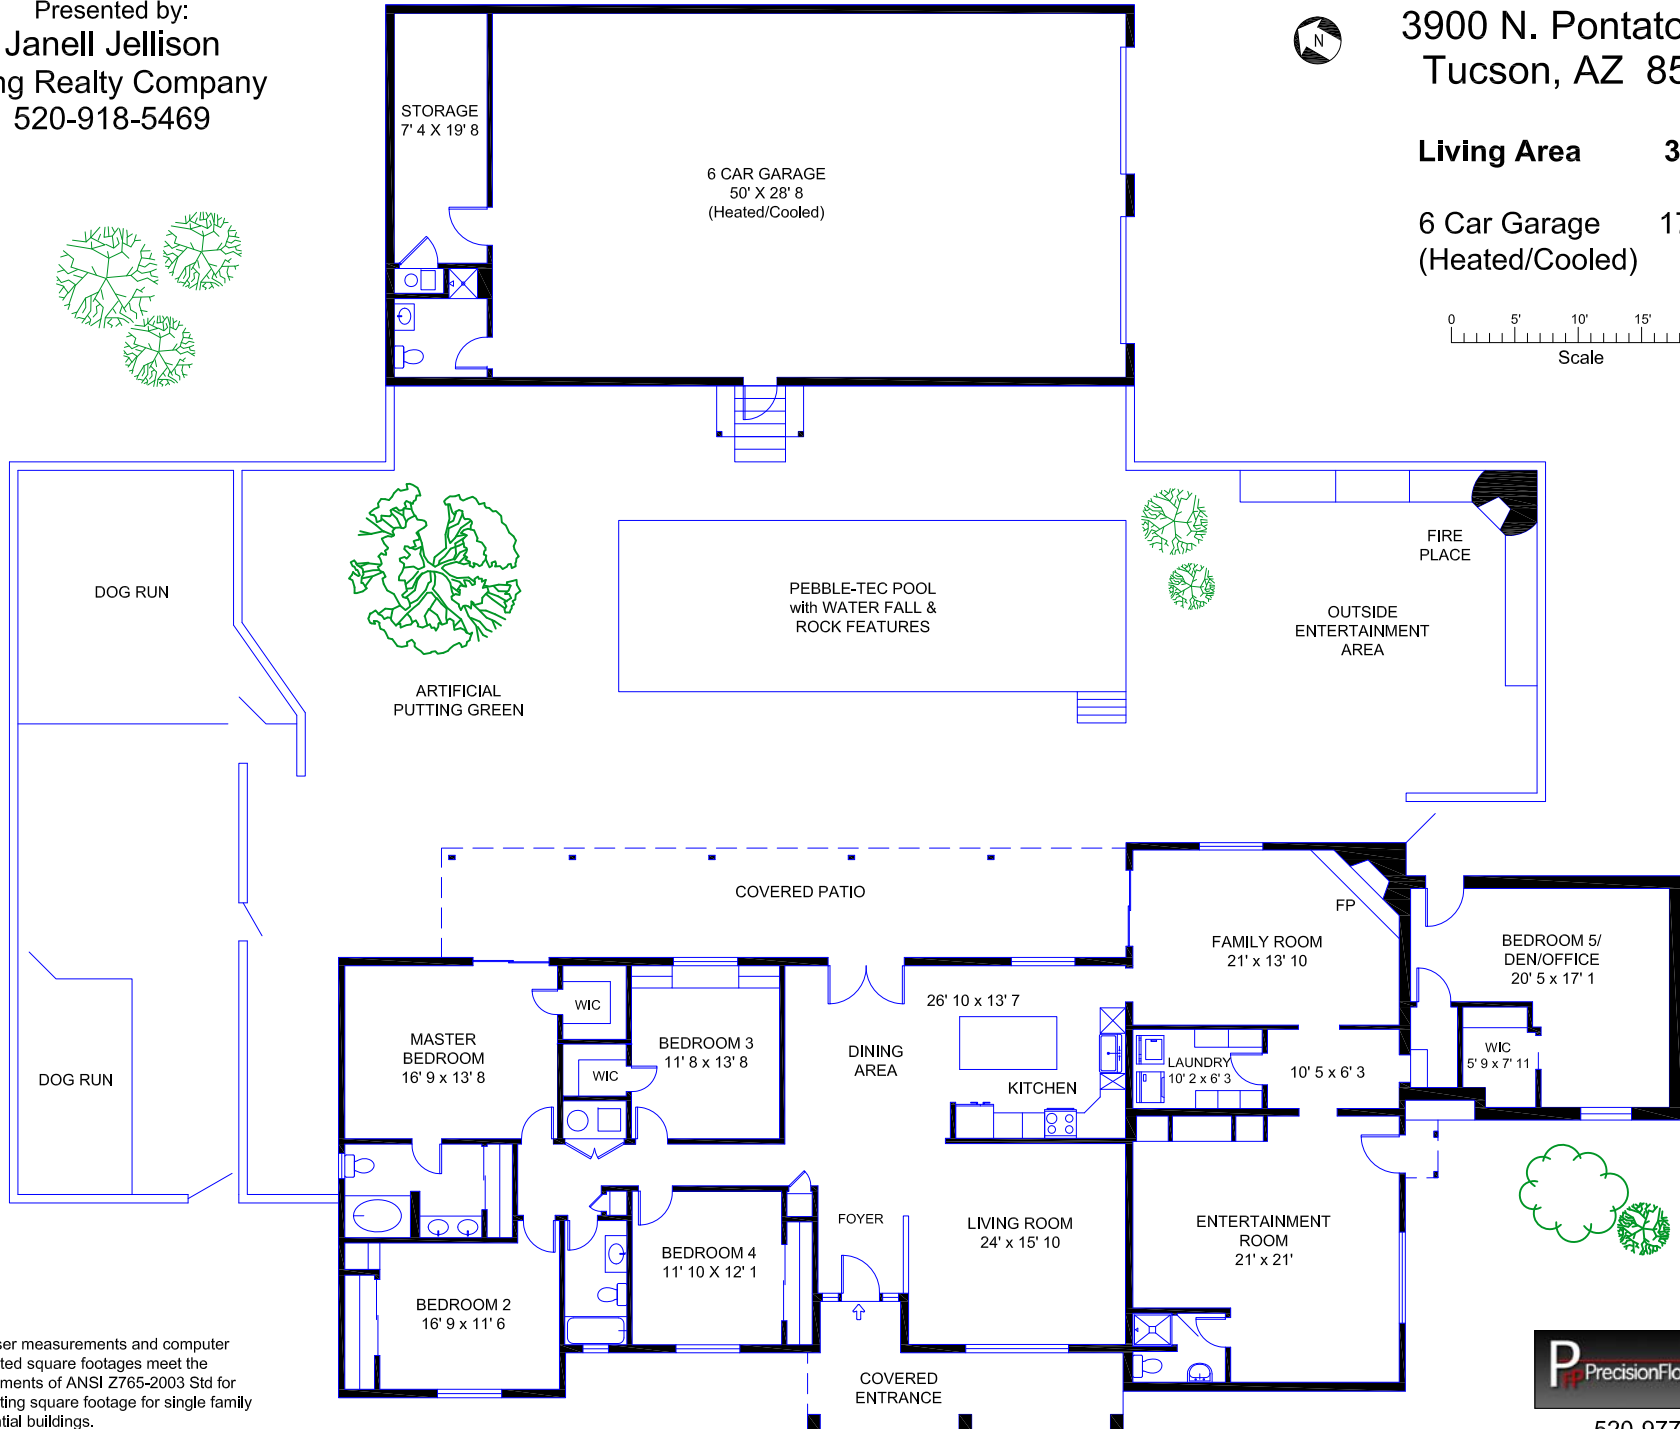 Presented by:
Janell Jellison
ng Realty Company
520-918-5469
N
3900 N. Pontato
Tucson, AZ 85
Living Area 3
6 Car Garage 17
(Heated/Cooled)
0 5' 10' 15'
Scale
STORAGE
7' 4 X 19' 8
6 CAR GARAGE
50' X 28' 8
(Heated/Cooled)
DOG RUN
ARTIFICIAL
PUTTING GREEN
PEBBLE-TEC POOL
with WATER FALL &
ROCK FEATURES
FIRE
PLACE
OUTSIDE
ENTERTAINMENT
AREA
DOG RUN
COVERED PATIO
FP
FAMILY ROOM
21' x 13' 10
BEDROOM 5/
DEN/OFFICE
20' 5 x 17' 1
WIC
5' 9 x 7' 11
MASTER
BEDROOM
16' 9 x 13' 8
WIC
WIC
BEDROOM 3
11' 8 x 13' 8
DINING
AREA
26' 10 x 13' 7
KITCHEN
LAUNDRY
10' 2 x 6' 3
10' 5 x 6' 3
FOYER
LIVING ROOM
24' x 15' 10
ENTERTAINMENT
ROOM
21' x 21'
BEDROOM 4
11' 10 X 12' 1
BEDROOM 2
16' 9 x 11' 6
COVERED
ENTRANCE
ser measurements and computer
ted square footages meet the
ments of ANSI Z765-2003 Std for
ting square footage for single family
ntial buildings.
PFP PrecisionFlo
520-977